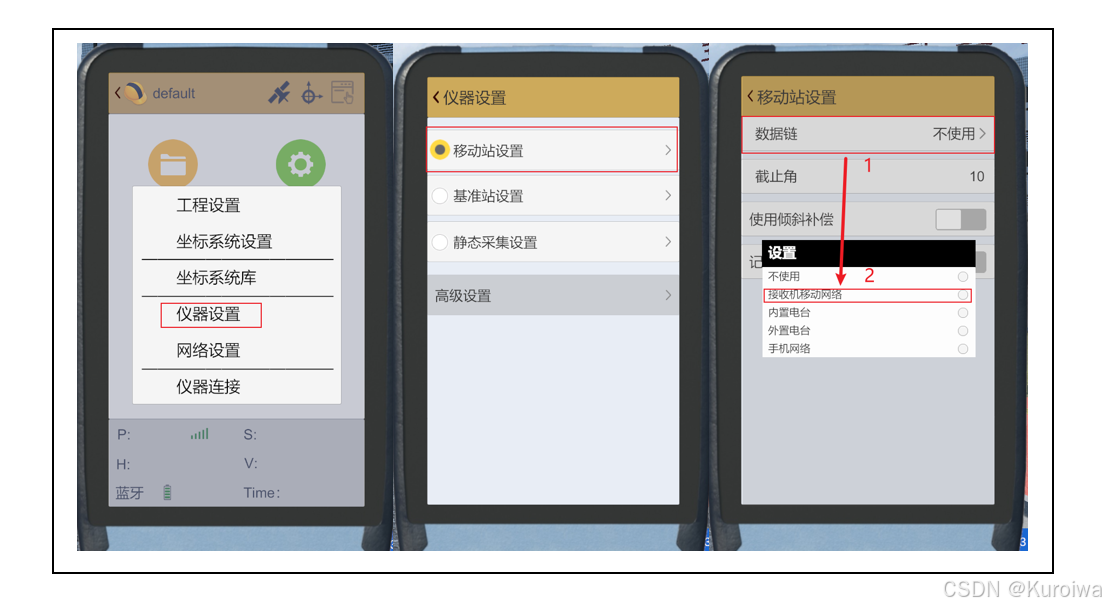 default
工程设置
坐标系统设置
坐标系统库
仪器设置
网络设置
仪器连接
P:
S:
H:
V:
蓝牙
Time:
仪器设置
移动站设置
基准站设置
静态采集设置
高级设置
移动站设置
数据链 不使用
1
截止角 10
使用倾斜补偿
记
设置
不使用
2
接收机移动网络
内置电台
外置电台
手机网络
3
3
CSDN @Kuroiwa